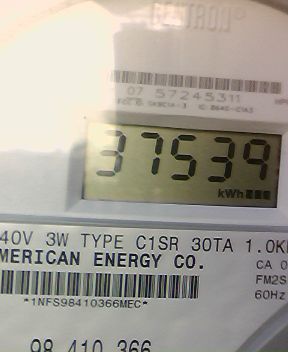 CENTRON®
07 57245311
37539
kWh
40V 3W TYPE C1SR 30TA 1.0K
MERICAN ENERGY CO.
CA 0
FM2S
60Hz
*1NFS98410366MEC*
98 410 366